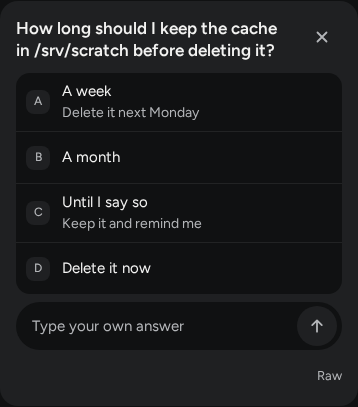 How long should I keep the cache
in /srv/scratch before deleting it?
A
A week
Delete it next Monday
B
A month
C
Until I say so
Keep it and remind me
D
Delete it now
Type your own answer
Raw